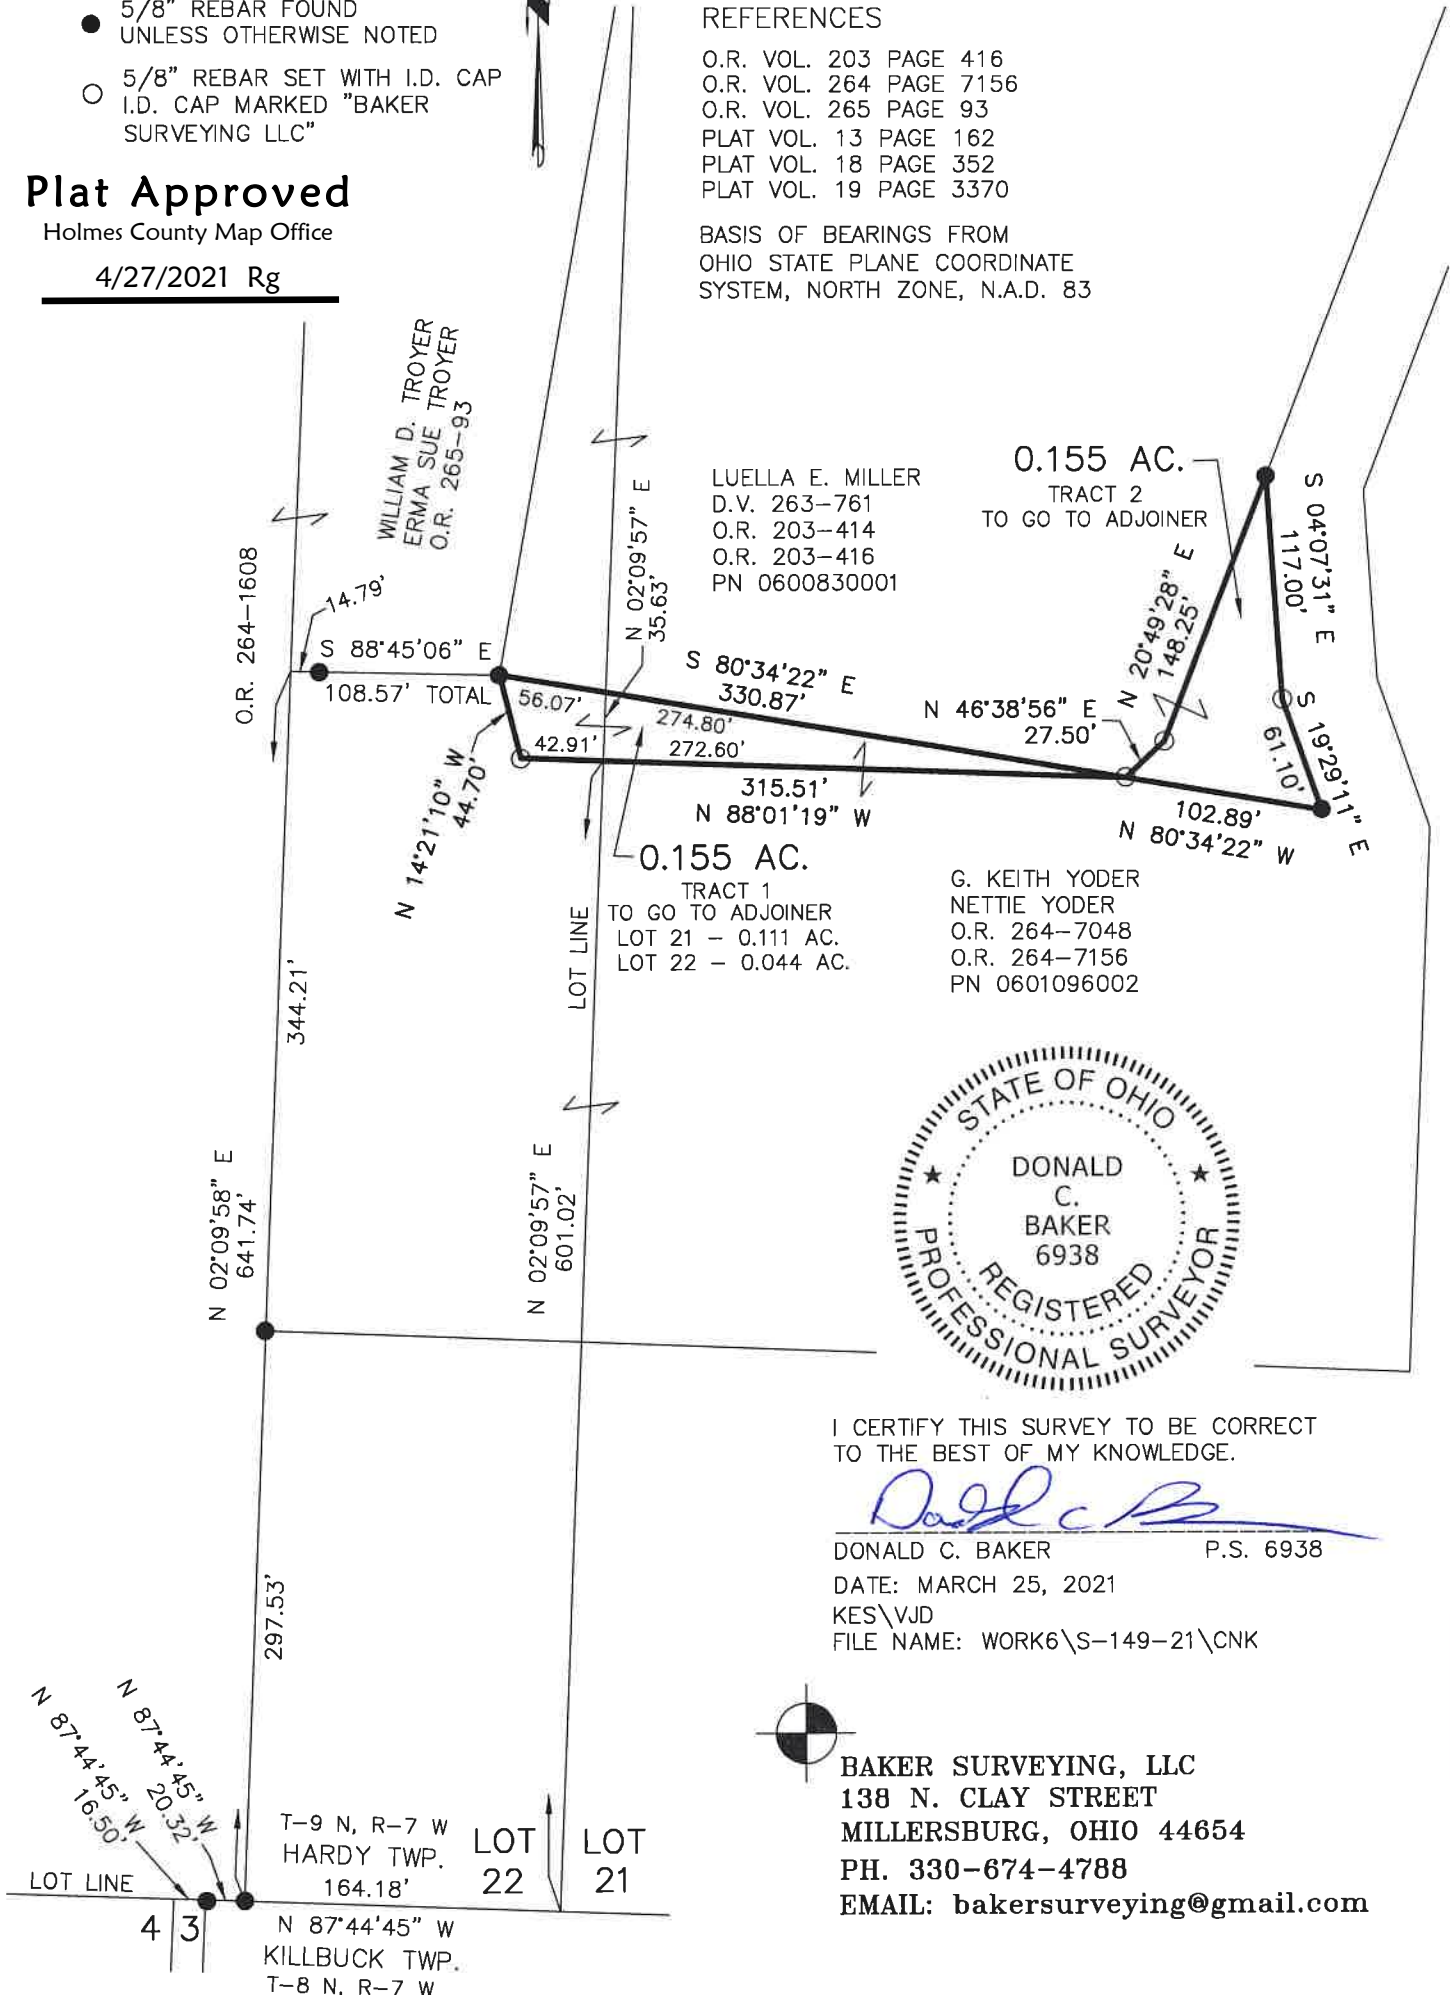 5/8" REBAR FOUND
UNLESS OTHERWISE NOTED
5/8" REBAR SET WITH I.D. CAP
I.D. CAP MARKED "BAKER
SURVEYING LLC"
Plat Approved
Holmes County Map Office
4/27/2021 Rg
REFERENCES
O.R. VOL. 203 PAGE 416
O.R. VOL. 264 PAGE 7156
O.R. VOL. 265 PAGE 93
PLAT VOL. 13 PAGE 162
PLAT VOL. 18 PAGE 352
PLAT VOL. 19 PAGE 3370
BASIS OF BEARINGS FROM
OHIO STATE PLANE COORDINATE
SYSTEM, NORTH ZONE, N.A.D. 83
WILLIAM D. TROYER
ERMA SUE TROYER
O.R. 265-93
O.R. 264-1608
14.79'
S 88°45'06" E
108.57' TOTAL
N 02°09'57" E
35.63'
LUELLA E. MILLER
D.V. 263-761
O.R. 203-414
O.R. 203-416
PN 0600830001
0.155 AC.
TRACT 2
TO GO TO ADJOINER
S 04°07'31" E
117.00'
N 20°49'28" E
148.25'
S 80°34'22" E
330.87'
56.07'
274.80'
N 46°38'56" E
27.50'
S 19°29'11" E
61.10'
42.91'
272.60'
315.51'
N 88°01'19" W
N 14°21'10" W
44.70'
102.89'
N 80°34'22" W
0.155 AC.
TRACT 1
TO GO TO ADJOINER
LOT 21 - 0.111 AC.
LOT 22 - 0.044 AC.
G. KEITH YODER
NETTIE YODER
O.R. 264-7048
O.R. 264-7156
PN 0601096002
LOT LINE
344.21'
N 02°09'58" E
641.74'
N 02°09'57" E
601.02'
STATE OF OHIO
DONALD
C.
BAKER
6938
REGISTERED
PROFESSIONAL SURVEYOR
I CERTIFY THIS SURVEY TO BE CORRECT
TO THE BEST OF MY KNOWLEDGE.
DONALD C. BAKER P.S. 6938
DATE: MARCH 25, 2021
KES\VJD
FILE NAME: WORK6\S-149-21\CNK
297.53'
N 87°44'45" W
16.50'
N 87°44'45" W
20.32'
T-9 N, R-7 W
HARDY TWP.
164.18'
LOT
22
LOT
21
LOT LINE
4 3
N 87°44'45" W
KILLBUCK TWP.
T-8 N, R-7 W
BAKER SURVEYING, LLC
138 N. CLAY STREET
MILLERSBURG, OHIO 44654
PH. 330-674-4788
EMAIL: bakersurveying@gmail.com